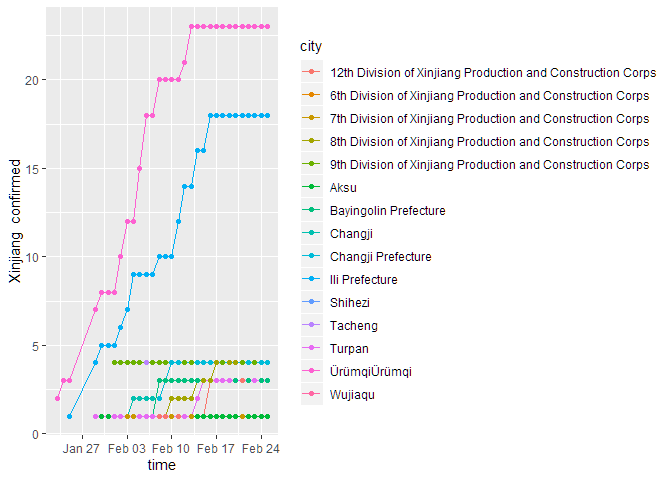 city
12th Division of Xinjiang Production and Construction Corps
6th Division of Xinjiang Production and Construction Corps
7th Division of Xinjiang Production and Construction Corps
8th Division of Xinjiang Production and Construction Corps
9th Division of Xinjiang Production and Construction Corps
Aksu
Bayingolin Prefecture
Changji
Changji Prefecture
Ili Prefecture
Shihezi
Tacheng
Turpan
ÜrümqiÜrümqi
Wujiaqu
Xinjiang confirmed
20
15
10
5
0
Jan 27 Feb 03 Feb 10 Feb 17 Feb 24
time